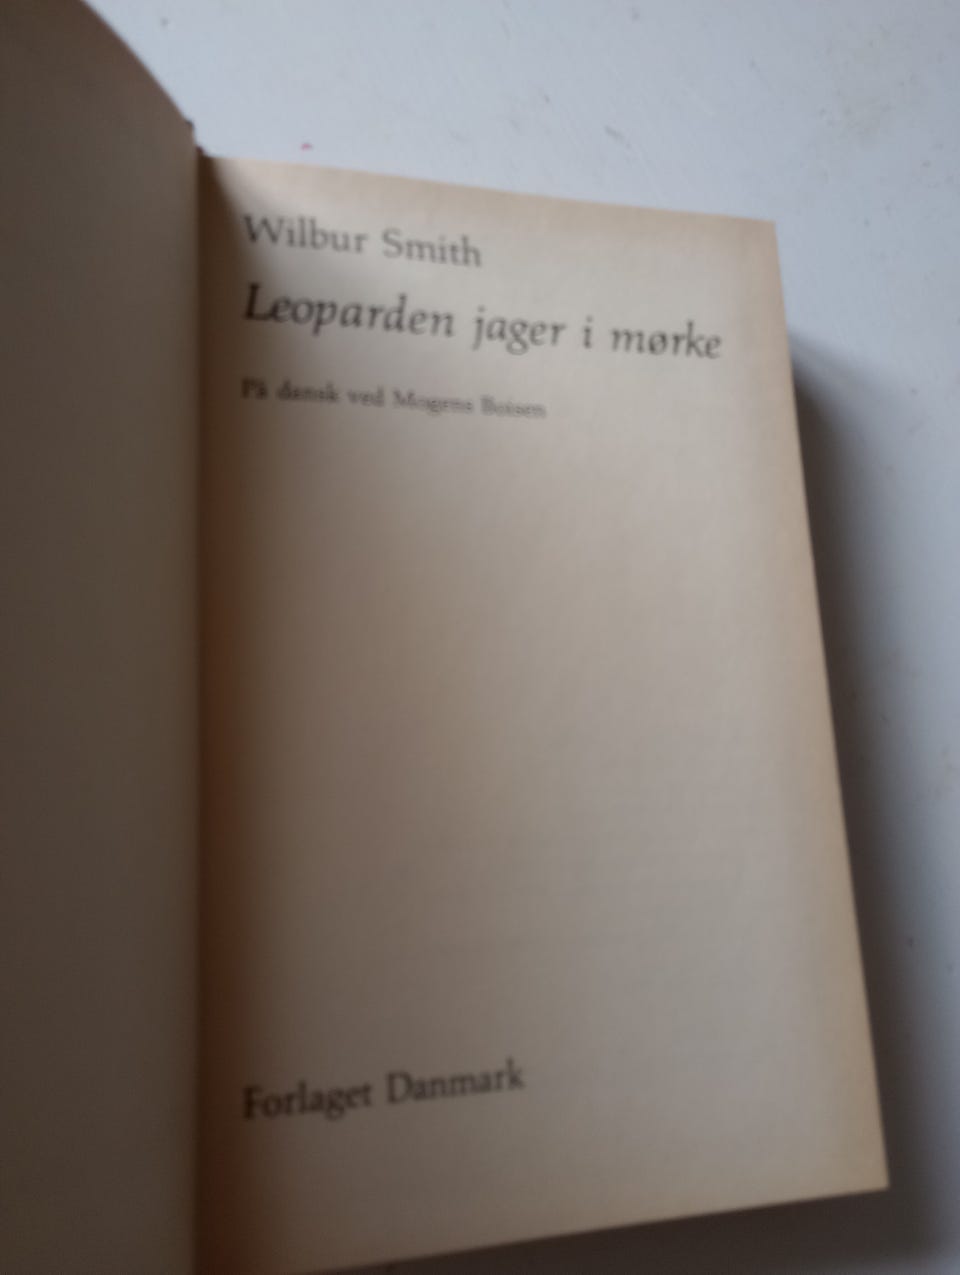 Wilbur Smith
Leoparden jager i mørke
På dansk ved Mogens Boisen
Forlaget Danmark